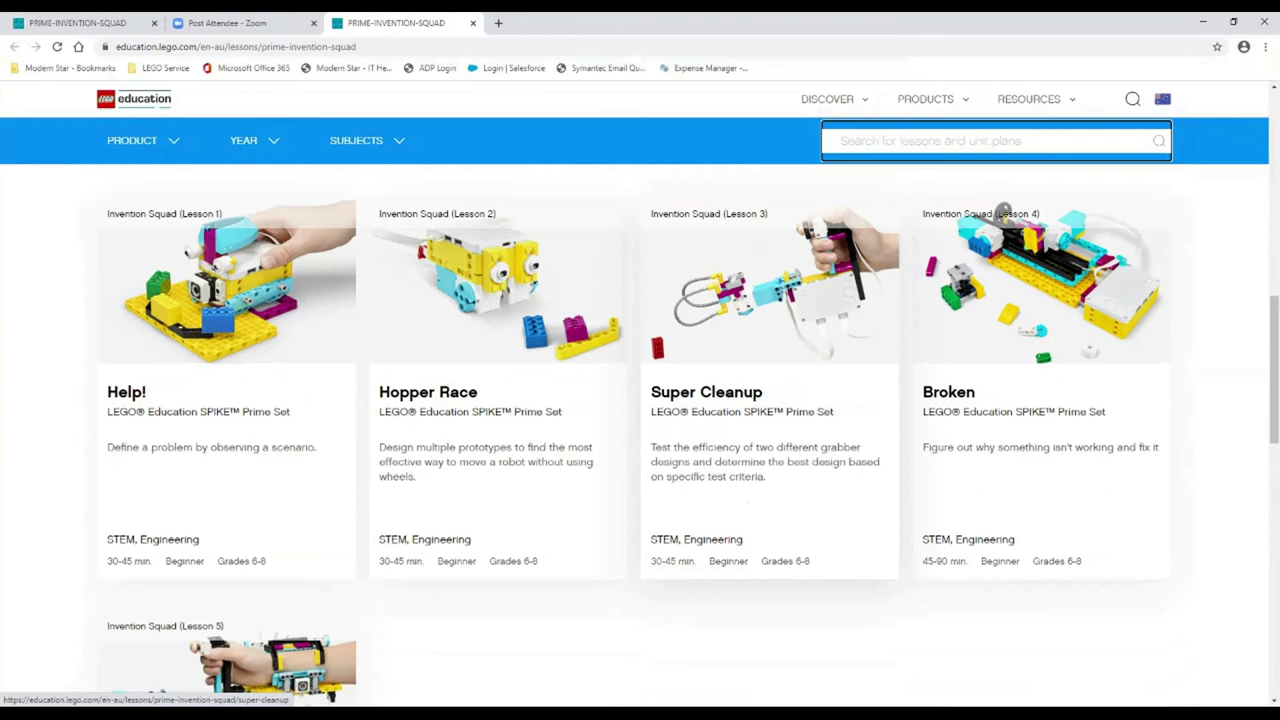 PRIME-INVENTION-SQUAD
Post Attendee - Zoom
PRIME-INVENTION-SQUAD
education.lego.com/en-au/lessons/prime-invention-squad
Modern Star - Bookmarks
LEGO Service
Microsoft Office 365
Modern Star - IT He...
ADP Login
Login | Salesforce
Symantec Email Qu...
Expense Manager -...
LEGO education
DISCOVER
PRODUCTS
RESOURCES
PRODUCT
YEAR
SUBJECTS
Search for lessons and unit plans
Invention Squad (Lesson 1)
Help!
LEGO® Education SPIKE™ Prime Set
Define a problem by observing a scenario.
STEM, Engineering
30-45 min. Beginner Grades 6-8
Invention Squad (Lesson 2)
Hopper Race
LEGO® Education SPIKE™ Prime Set
Design multiple prototypes to find the most
effective way to move a robot without using
wheels.
STEM, Engineering
30-45 min. Beginner Grades 6-8
Invention Squad (Lesson 3)
Super Cleanup
LEGO® Education SPIKE™ Prime Set
Test the efficiency of two different grabber
designs and determine the best design based
on specific test criteria.
STEM, Engineering
30-45 min. Beginner Grades 6-8
Invention Squad (Lesson 4)
Broken
LEGO® Education SPIKE™ Prime Set
Figure out why something isn't working and fix it
STEM, Engineering
45-90 min. Beginner Grades 6-8
Invention Squad (Lesson 5)
https://education.lego.com/en-au/lessons/prime-invention-squad/super-cleanup